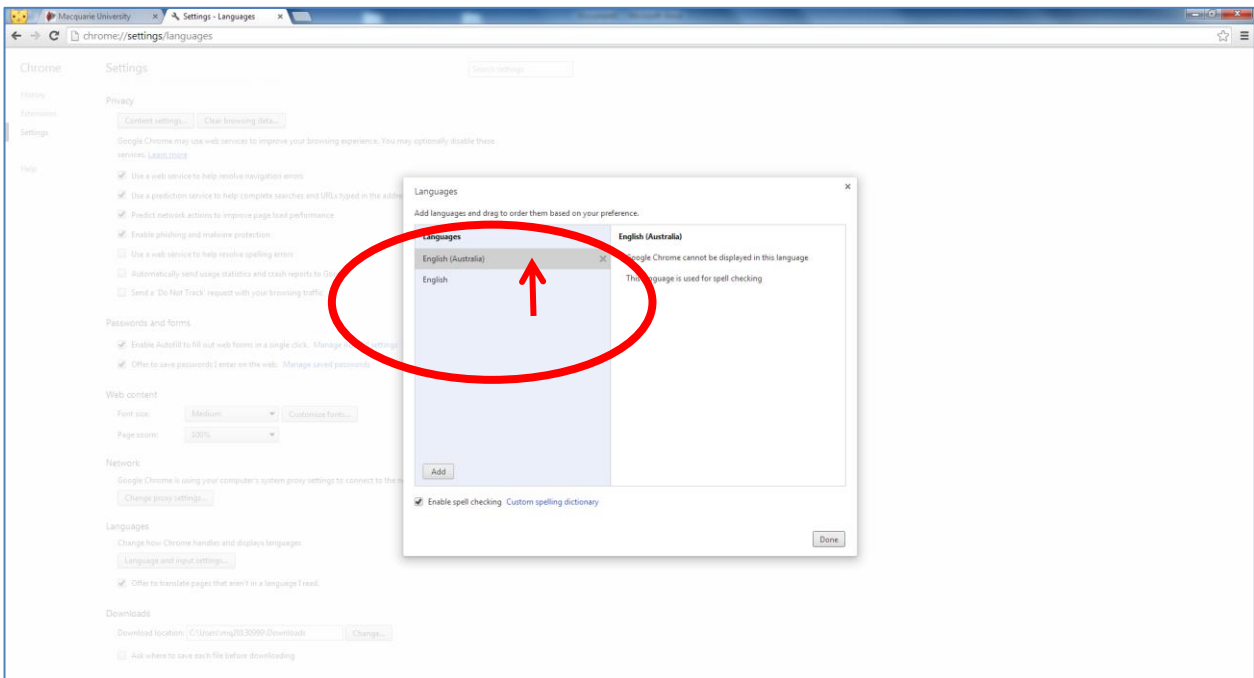 Macquarie University
Settings - Languages
chrome://settings/languages
Chrome
Settings
Search settings
History
Extensions
Settings
Help
Privacy
Content settings... Clear browsing data...
Google Chrome may use web services to improve your browsing experience. You may optionally disable these
services. Learn more
Use a web service to help resolve navigation errors
Use a prediction service to help complete searches and URLs typed in the addre
Predict network actions to improve page load performance
Enable phishing and malware protection
Use a web service to help resolve spelling errors
Automatically send usage statistics and crash reports to Goo
Send a 'Do Not Track' request with your browsing traffic
Passwords and forms
Enable Autofill to fill out web forms in a single click. Manage settings
Offer to save passwords I enter on the web. Manage saved passwords
Web content
Font size: Medium Customize fonts...
Page zoom: 100%
Network
Google Chrome is using your computer's system proxy settings to connect to the n
Change proxy settings...
Languages
Change how Chrome handles and displays languages
Language and input settings...
Offer to translate pages that aren't in a language I read.
Downloads
Download location: Change...
Ask where to save each file before downloading
Languages
Add languages and drag to order them based on your preference.
Languages
English (Australia)
English
Add
English (Australia)
Google Chrome cannot be displayed in this language
This language is used for spell checking
Enable spell checking Custom spelling dictionary
Done